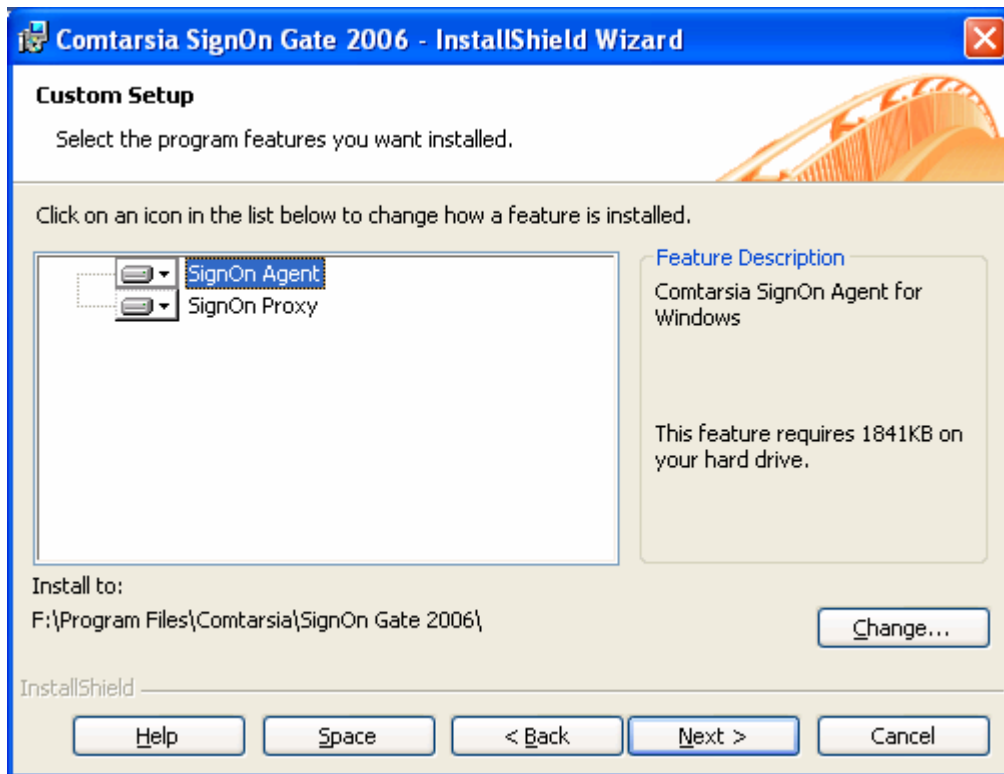 Comtarsia SignOn Gate 2006 - InstallShield Wizard
Custom Setup
Select the program features you want installed.
Click on an icon in the list below to change how a feature is installed.
SignOn Agent
SignOn Proxy
Feature Description
Comtarsia SignOn Agent for
Windows
This feature requires 1841KB on
your hard drive.
Install to:
F:\Program Files\Comtarsia\SignOn Gate 2006\
Change...
InstallShield
Help
Space
< Back
Next >
Cancel